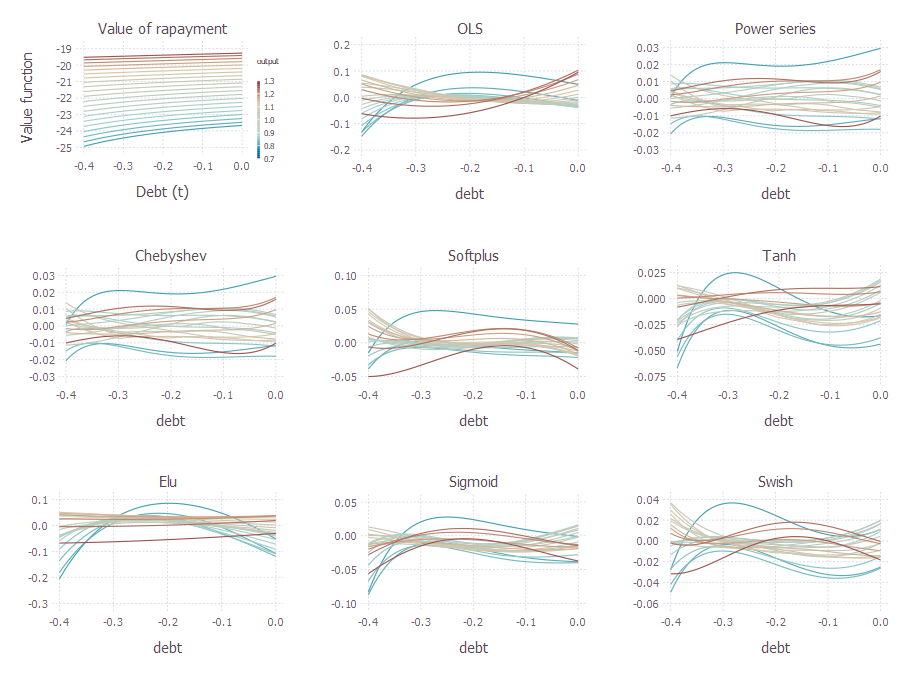 Value of repayment
Value function
-19
-20
-21
-22
-23
-24
-25
-0.4 -0.3 -0.2 -0.1 0.0
Debt (t)
output
1.3
1.2
1.1
1.0
0.9
0.8
0.7
OLS
0.2
0.1
0.0
-0.1
-0.2
-0.4 -0.3 -0.2 -0.1 0.0
debt
Power series
0.03
0.02
0.01
0.00
-0.01
-0.02
-0.03
-0.4 -0.3 -0.2 -0.1 0.0
debt
Chebyshev
0.03
0.02
0.01
0.00
-0.01
-0.02
-0.03
-0.4 -0.3 -0.2 -0.1 0.0
debt
Softplus
0.10
0.05
0.00
-0.05
-0.4 -0.3 -0.2 -0.1 0.0
debt
Tanh
0.025
0.000
-0.025
-0.050
-0.075
-0.4 -0.3 -0.2 -0.1 0.0
debt
Elu
0.1
0.0
-0.1
-0.2
-0.3
-0.4 -0.3 -0.2 -0.1 0.0
debt
Sigmoid
0.05
0.00
-0.05
-0.10
-0.4 -0.3 -0.2 -0.1 0.0
debt
Swish
0.04
0.02
0.00
-0.02
-0.04
-0.06
-0.4 -0.3 -0.2 -0.1 0.0
debt